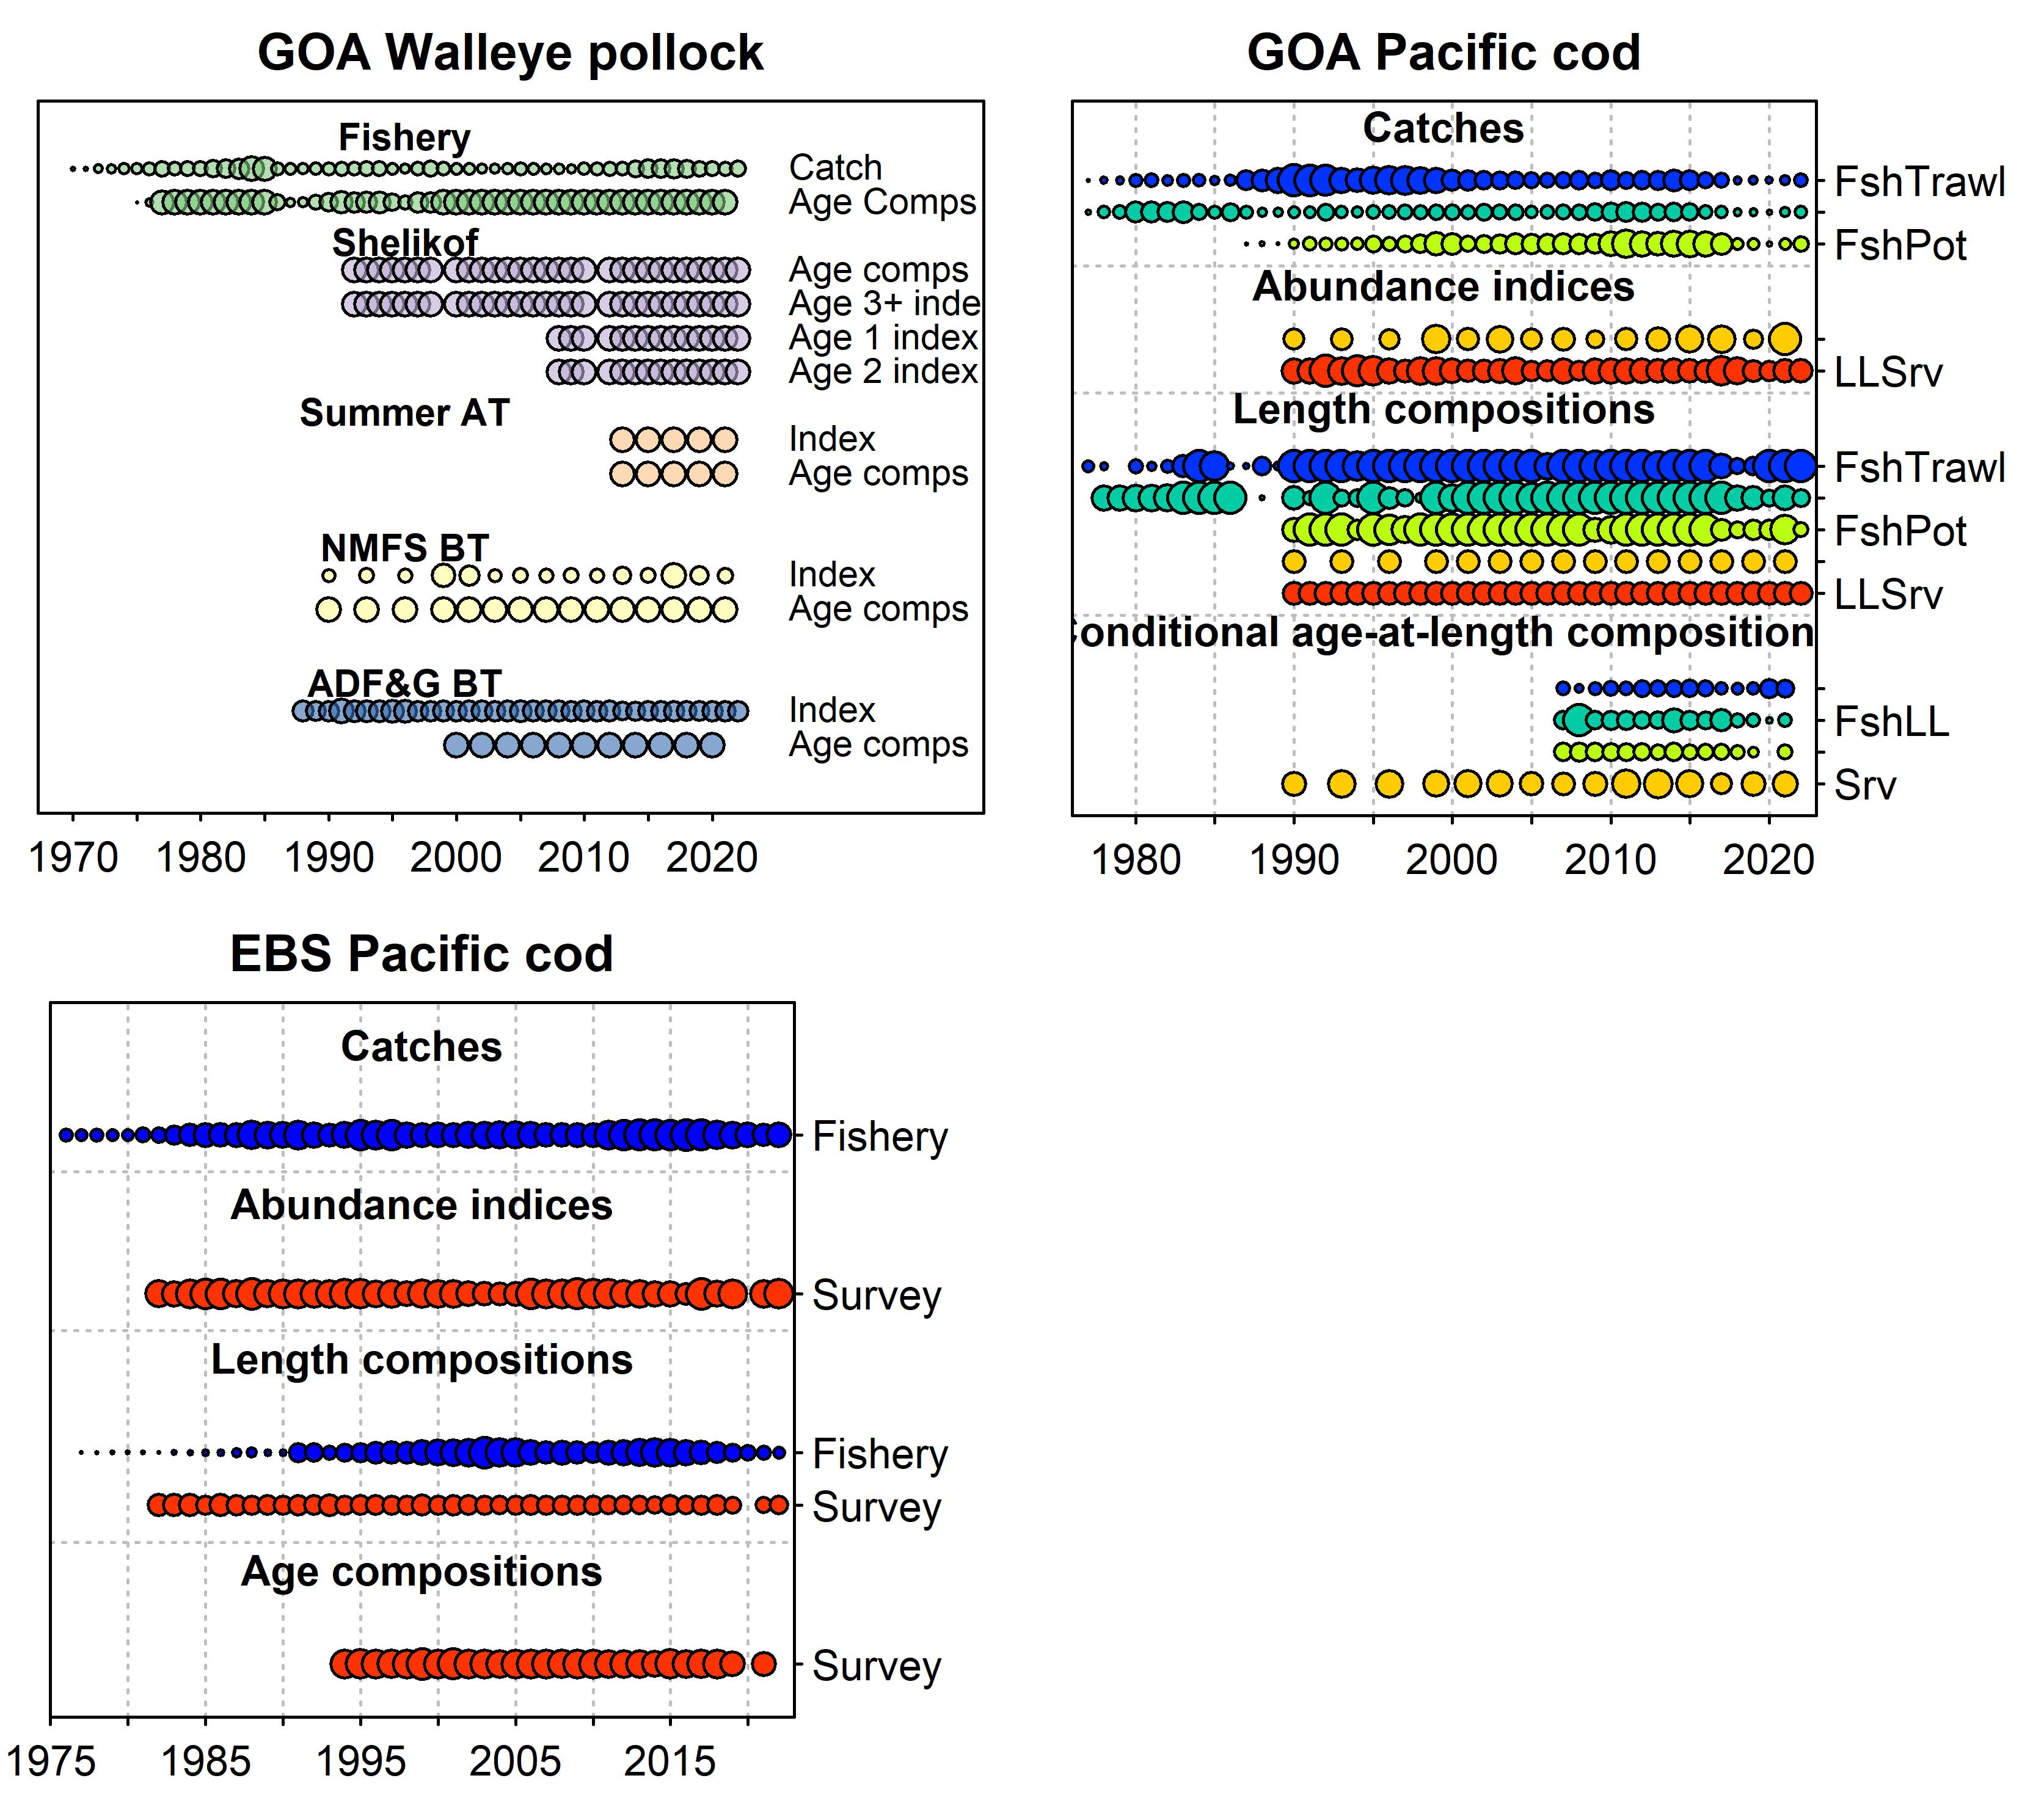 GOA Walleye pollock
Fishery
Catch
Age Comps
Shelikof
Age comps
Age 3+ inde
Age 1 index
Age 2 index
Summer AT
Index
Age comps
NMFS BT
Index
Age comps
ADF&G BT
Index
Age comps
1970 1980 1990 2000 2010 2020
GOA Pacific cod
Catches
FshTrawl
FshPot
Abundance indices
LLSrv
Length compositions
FshTrawl
FshPot
LLSrv
onditional age-at-length composition
FshLL
Srv
1980 1990 2000 2010 2020
EBS Pacific cod
Catches
Fishery
Abundance indices
Survey
Length compositions
Fishery
Survey
Age compositions
Survey
1975 1985 1995 2005 2015